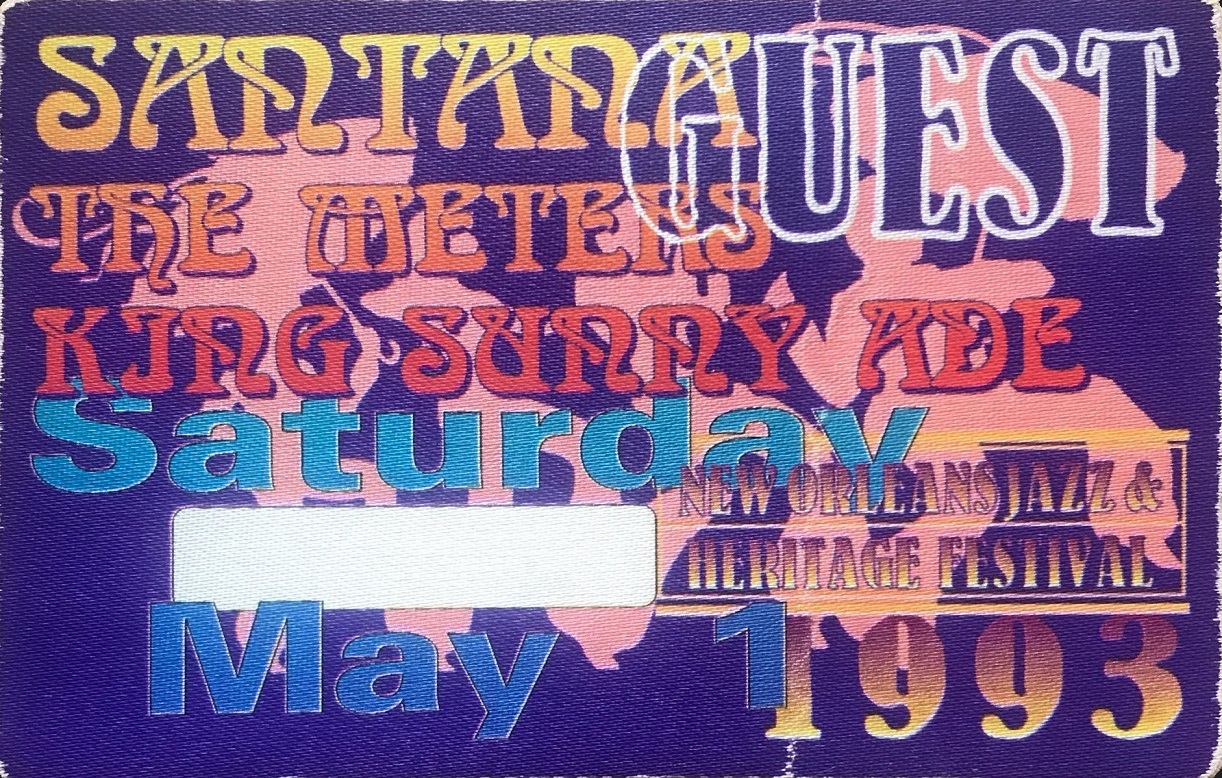 SANTANA GUEST
THE METERS
KING SUNNY ADE
Saturday
NEW ORLEANS JAZZ &
HERITAGE FESTIVAL
May 1
1993